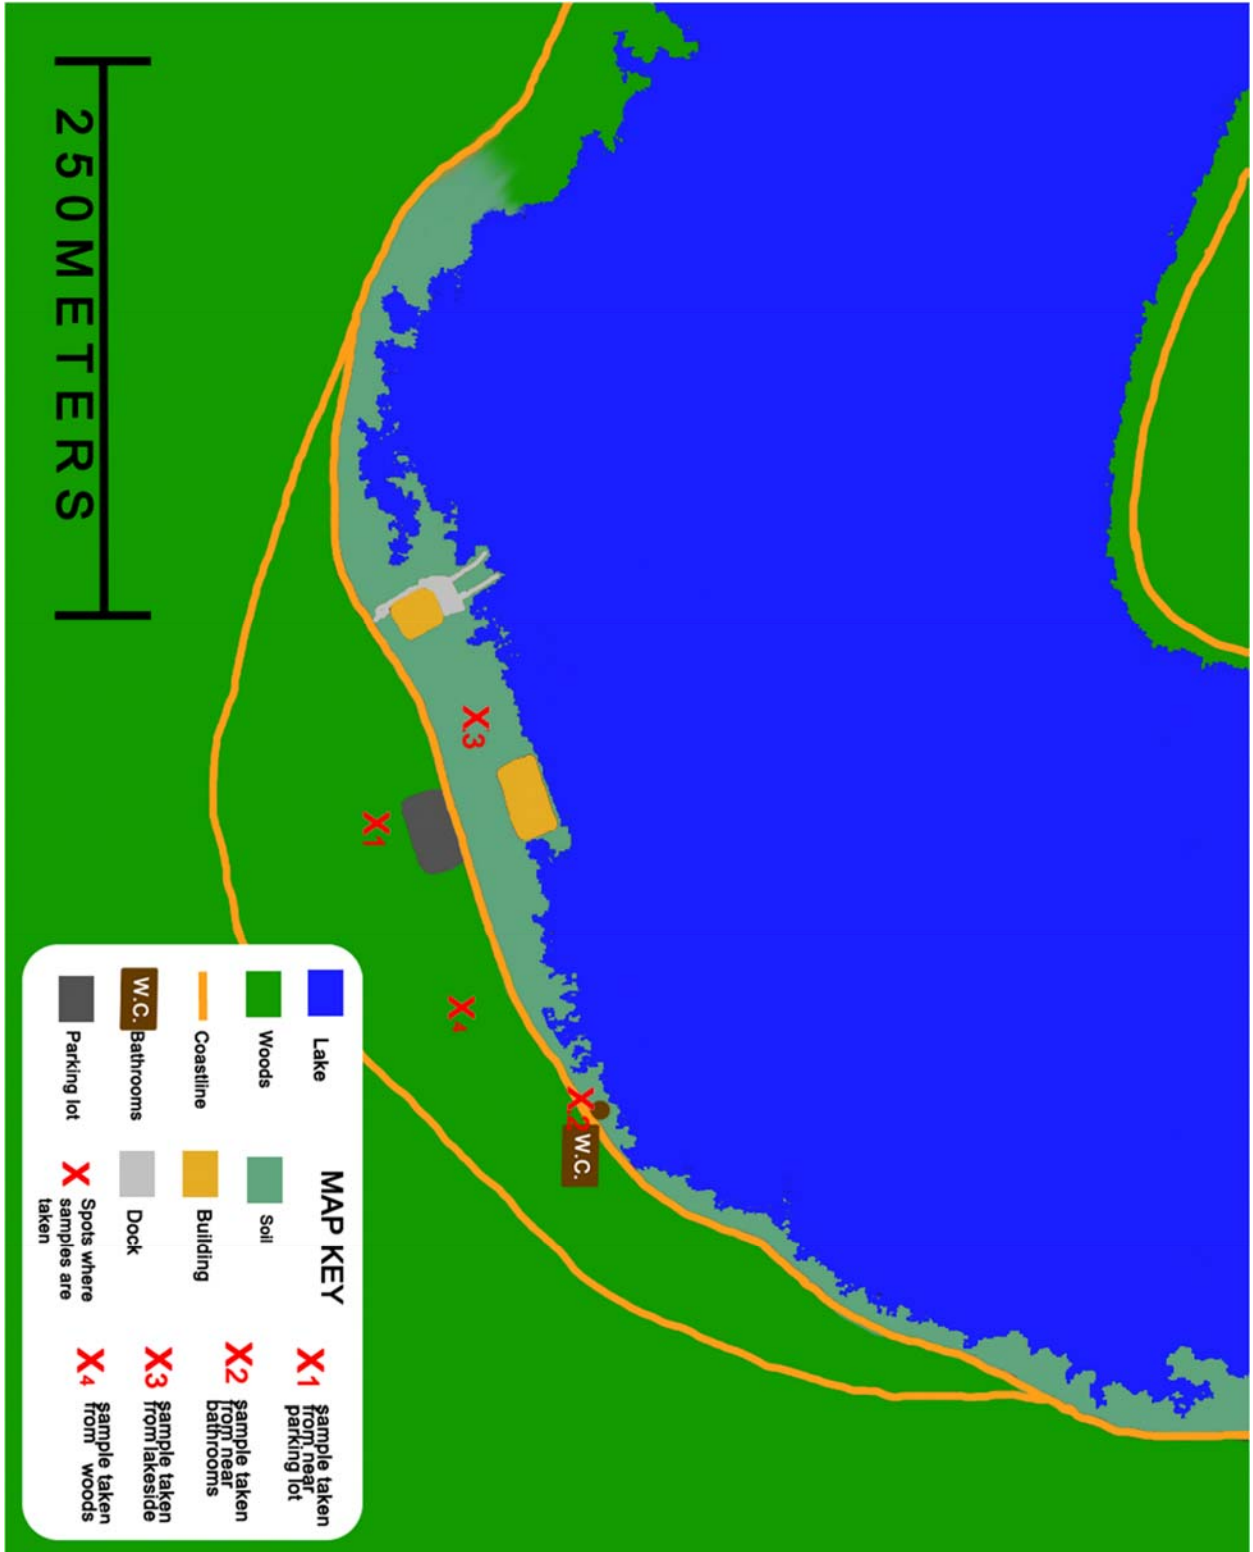 250METERS
X3
X1
X4
X2
W.C.
MAP KEY
Lake
Woods
Coastline
W.C.
Bathrooms
Parking lot
Soil
Building
Dock
X Spots where
samples are
taken
X1 sample taken
from near
parking lot
X2 sample taken
from near
bathrooms
X3 sample taken
from lakeside
X4 sample taken
from woods